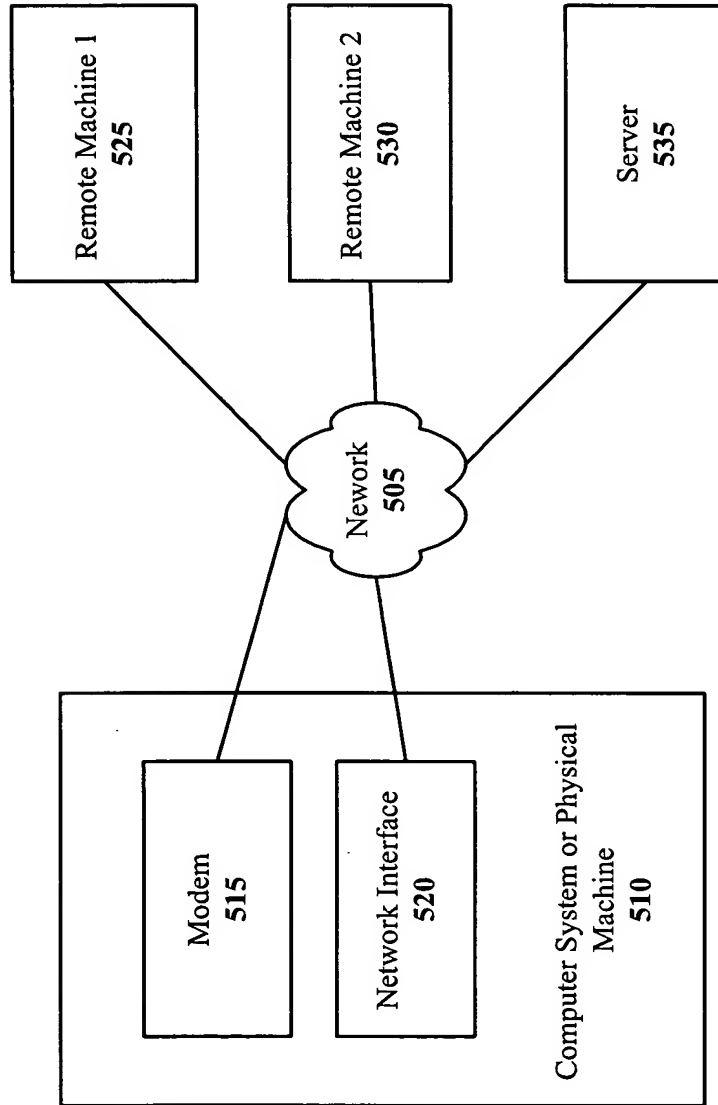 Remote Machine 1
525
Remote Machine 2
530
Server
535
Nework
505
Modem
515
Network Interface
520
Computer System or Physical
Machine
510